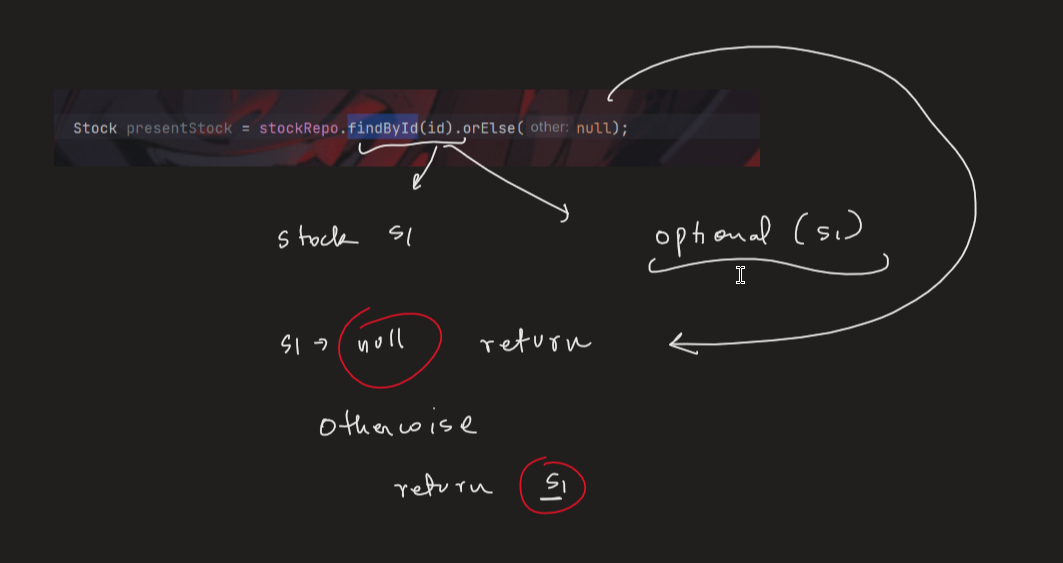 Stock presentStock = stockRepo.findById(id).orElse( other: null);
stock s1
optional (s1)
s1 → null return
otherwise
return s1